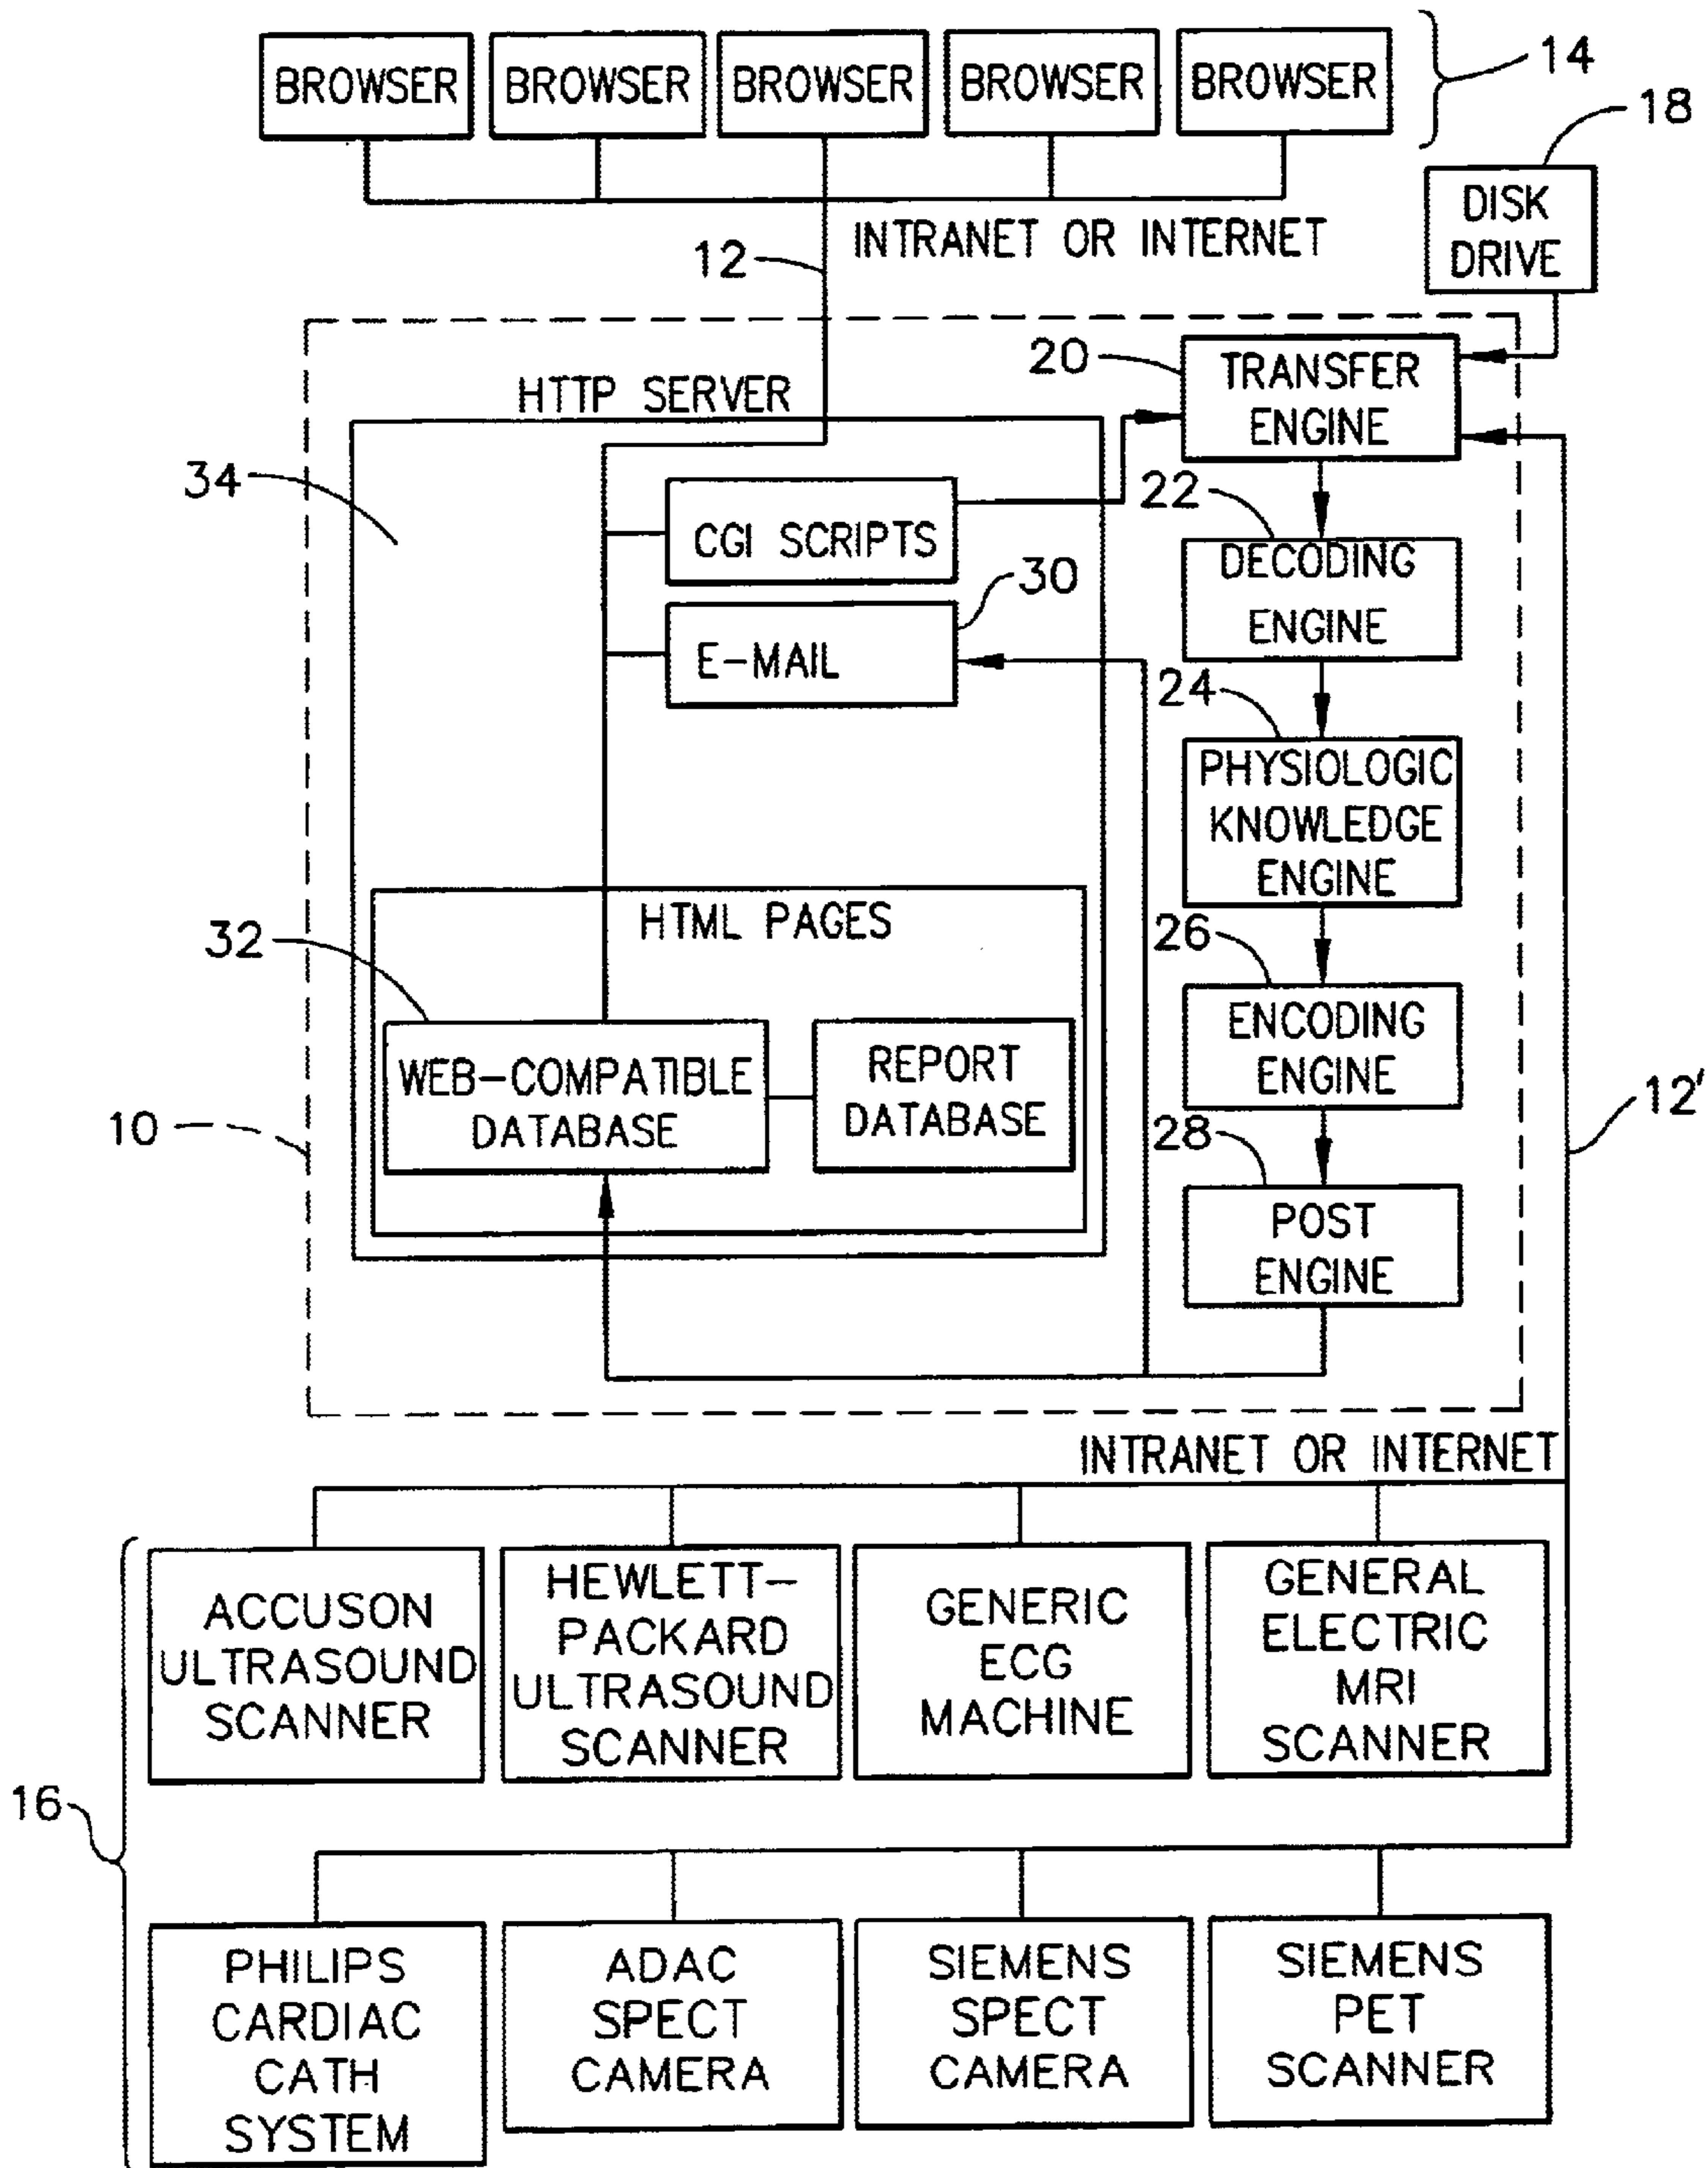 BROWSER
BROWSER
BROWSER
BROWSER
BROWSER
14
18
DISK
DRIVE
INTRANET OR INTERNET
12
20
TRANSFER
ENGINE
HTTP SERVER
34
CGI SCRIPTS
22
DECODING
ENGINE
30
E-MAIL
24
PHYSIOLOGIC
KNOWLEDGE
ENGINE
HTML PAGES
32
26
ENCODING
ENGINE
WEB-COMPATIBLE
DATABASE
REPORT
DATABASE
10
12'
28
POST
ENGINE
INTRANET OR INTERNET
16
ACCUSON
ULTRASOUND
SCANNER
HEWLETT-
PACKARD
ULTRASOUND
SCANNER
GENERIC
ECG
MACHINE
GENERAL
ELECTRIC
MRI
SCANNER
PHILIPS
CARDIAC
CATH
SYSTEM
ADAC
SPECT
CAMERA
SIEMENS
SPECT
CAMERA
SIEMENS
PET
SCANNER